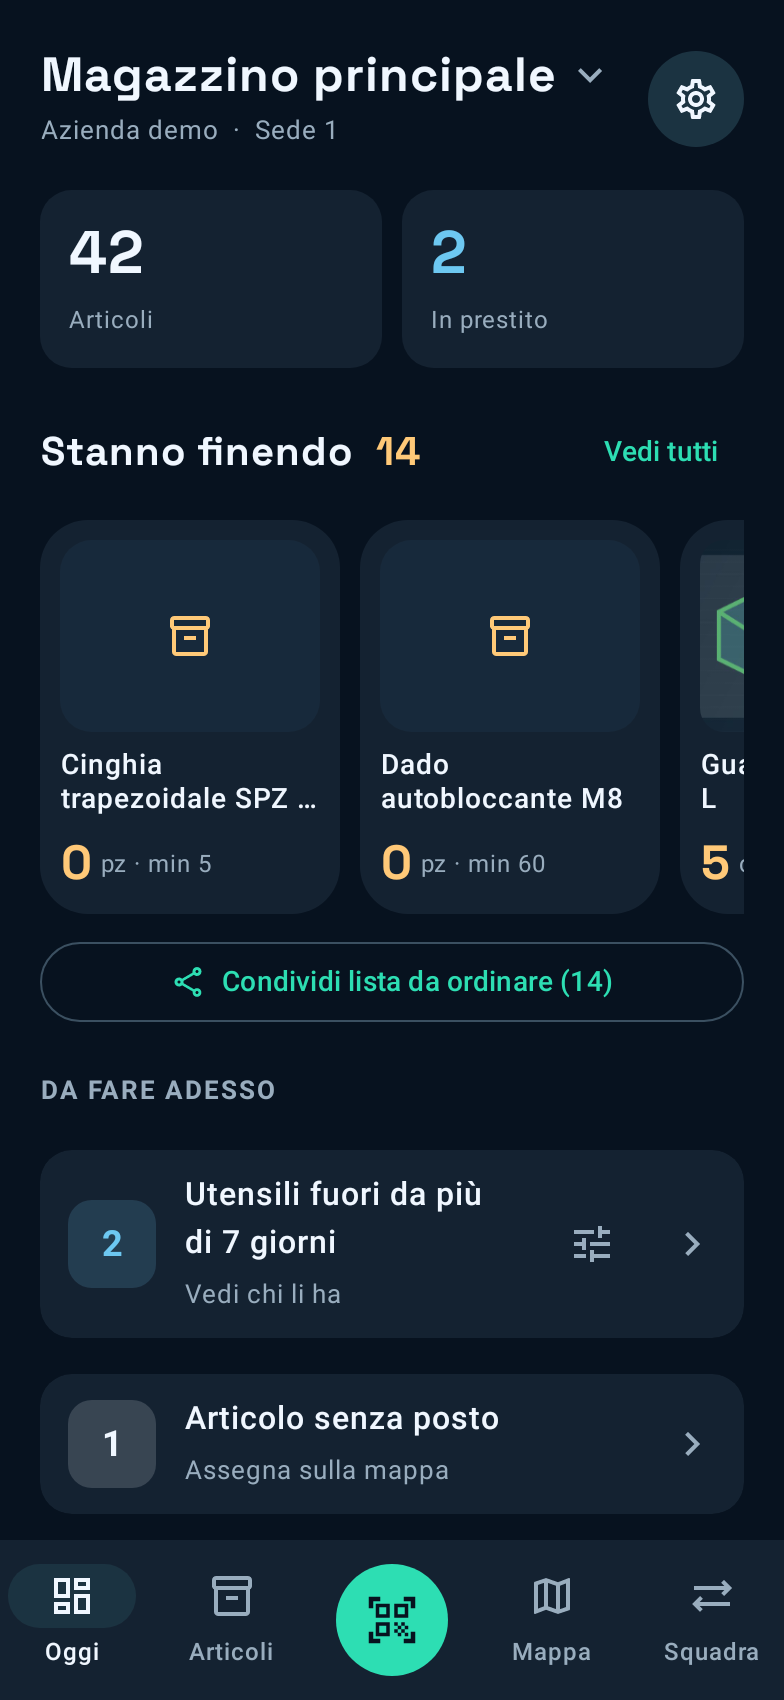 Magazzino principale
Azienda demo · Sede 1
42
Articoli
2
In prestito
Stanno finendo 14
Vedi tutti
Cinghia
trapezoidale SPZ …
0 pz · min 5
Dado
autobloccante M8
0 pz · min 60
L
5
Condividi lista da ordinare (14)
DA FARE ADESSO
2
Utensili fuori da più
di 7 giorni
Vedi chi li ha
1
Articolo senza posto
Assegna sulla mappa
Oggi
Articoli
Mappa
Squadra